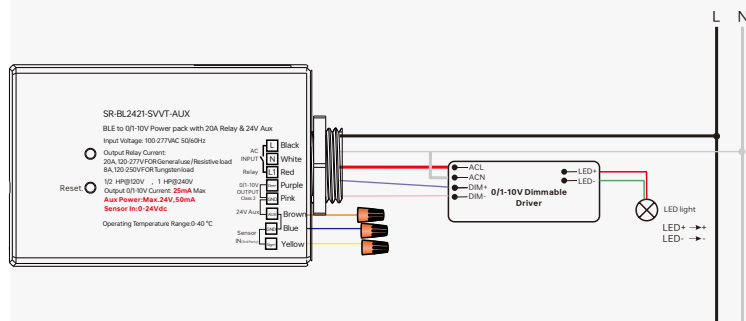 L N
SR-BL2421-SVVT-AUX
BLE to 0/1-10V Power pack with 20A Relay & 24V Aux
Input Voltage: 100-277VAC 50/60Hz
Output Relay Current:
20A,120-277V FOR General use / Resistive load
8A,120-250V FOR Tungsten load
1/2 HP@120V , 1 HP@240V
0/1-10V Output Current: 25mA Max
Aux Power:Max.24V,50mA
Sensor In:0-24Vdc
Operating Temperature Range:0-40 °C
Reset
AC
INPUT
L Black
N White
Relay L1 Red
0/1-10V
OUTPUT
Class 2
Purple
GND Pink
24V Aux AUX Brown
GND Blue
Sensor
IN
Yellow
ACL
ACN
DIM+
DIM-
0/1-10V Dimmable
Driver
LED+
LED-
LED light
LED+ +
LED- -